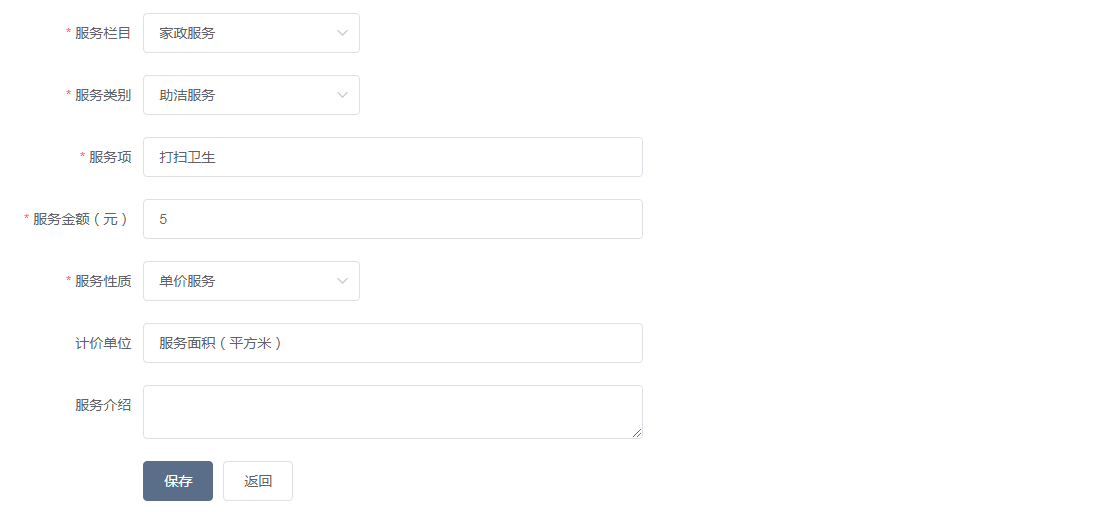 * 服务栏目 家政服务
* 服务类别 助洁服务
* 服务项 打扫卫生
* 服务金额（元） 5
* 服务性质 单价服务
计价单位 服务面积（平方米）
服务介绍
保存 返回